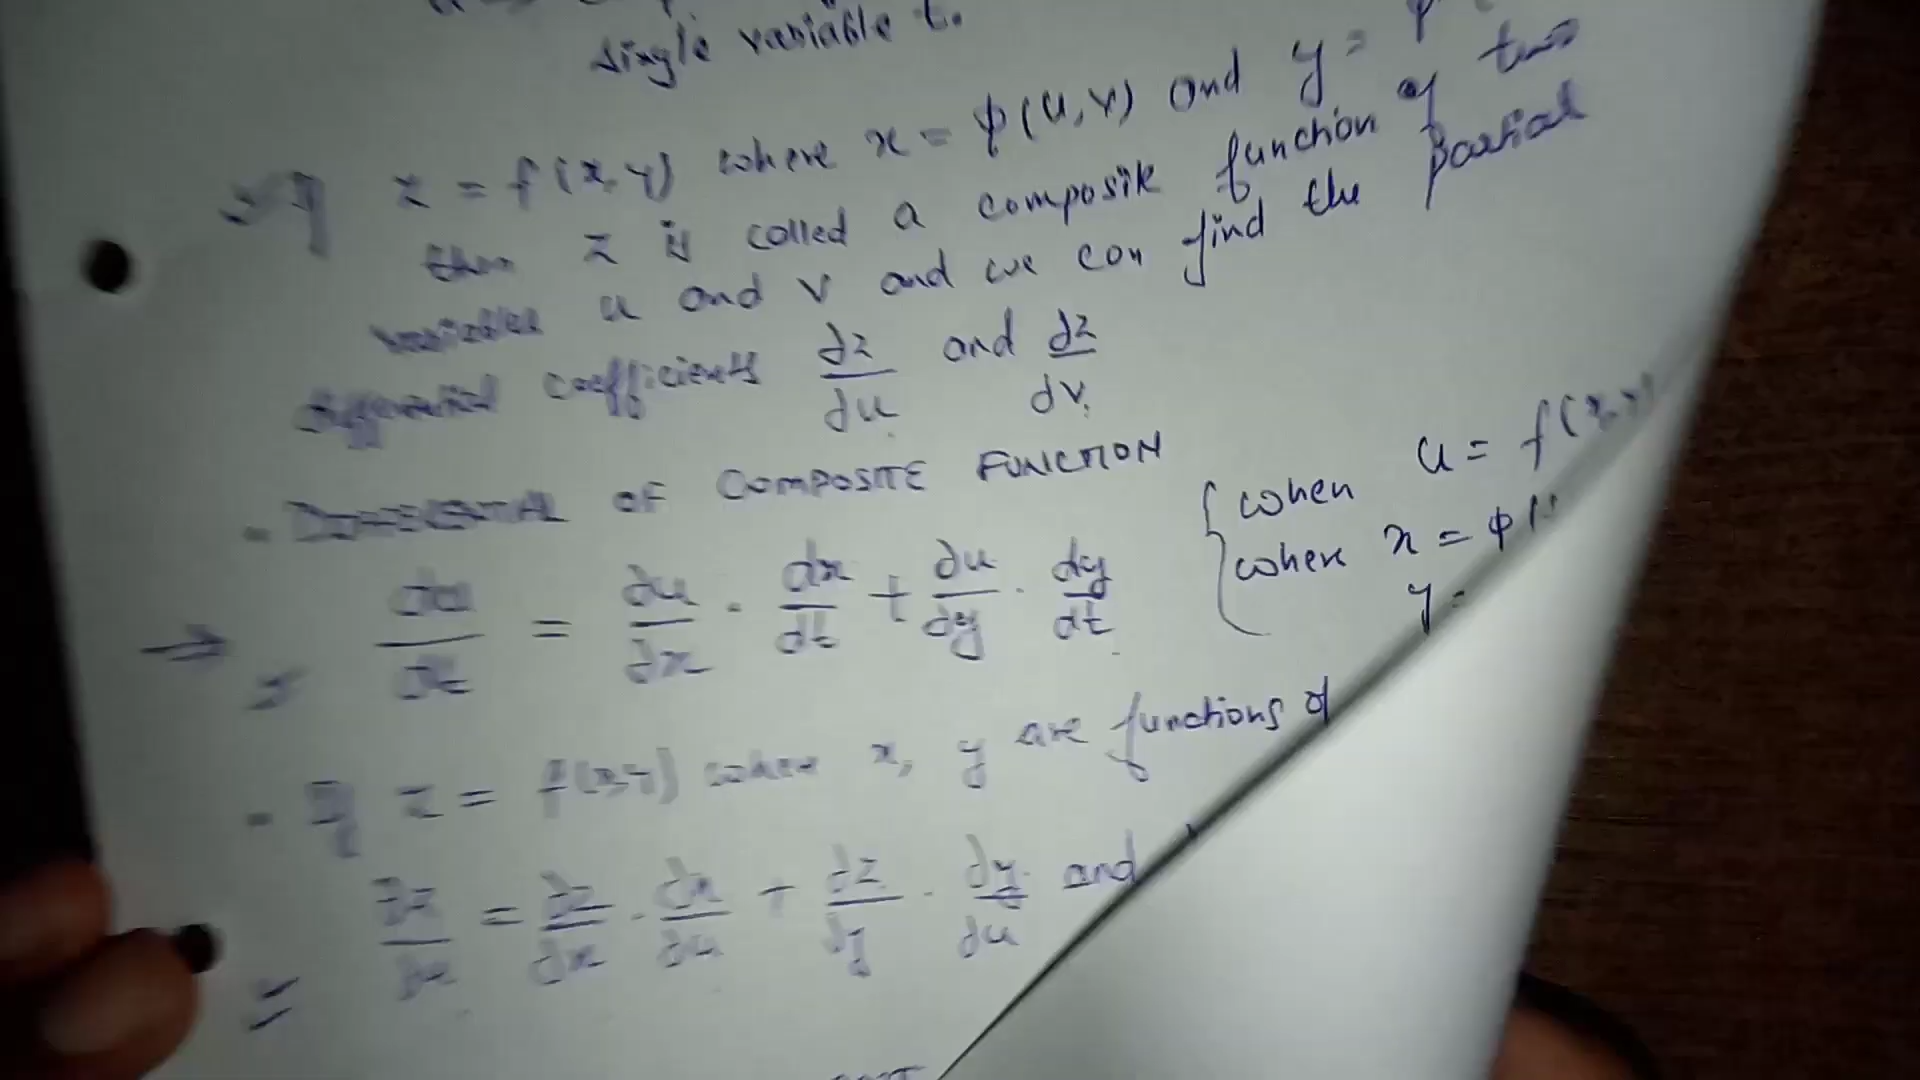 single variable t.
If z = f(x, y) where x = φ(u, v) and y =
then z is called a composite function of two
variables u and v and we can find the partial
differential coefficients ∂z/∂u and ∂z/∂v.
- DIFFERENTIAL OF COMPOSITE FUNCTION
⇒ du/dt = ∂u/∂x . dx/dt + ∂u/∂y . dy/dt
{ when u = f(x, y)
where x = φ
y =
- If z = f(x, y) where x, y are functions of
∂z/∂u = ∂z/∂x . ∂x/∂u + ∂z/∂y . ∂y/∂u and